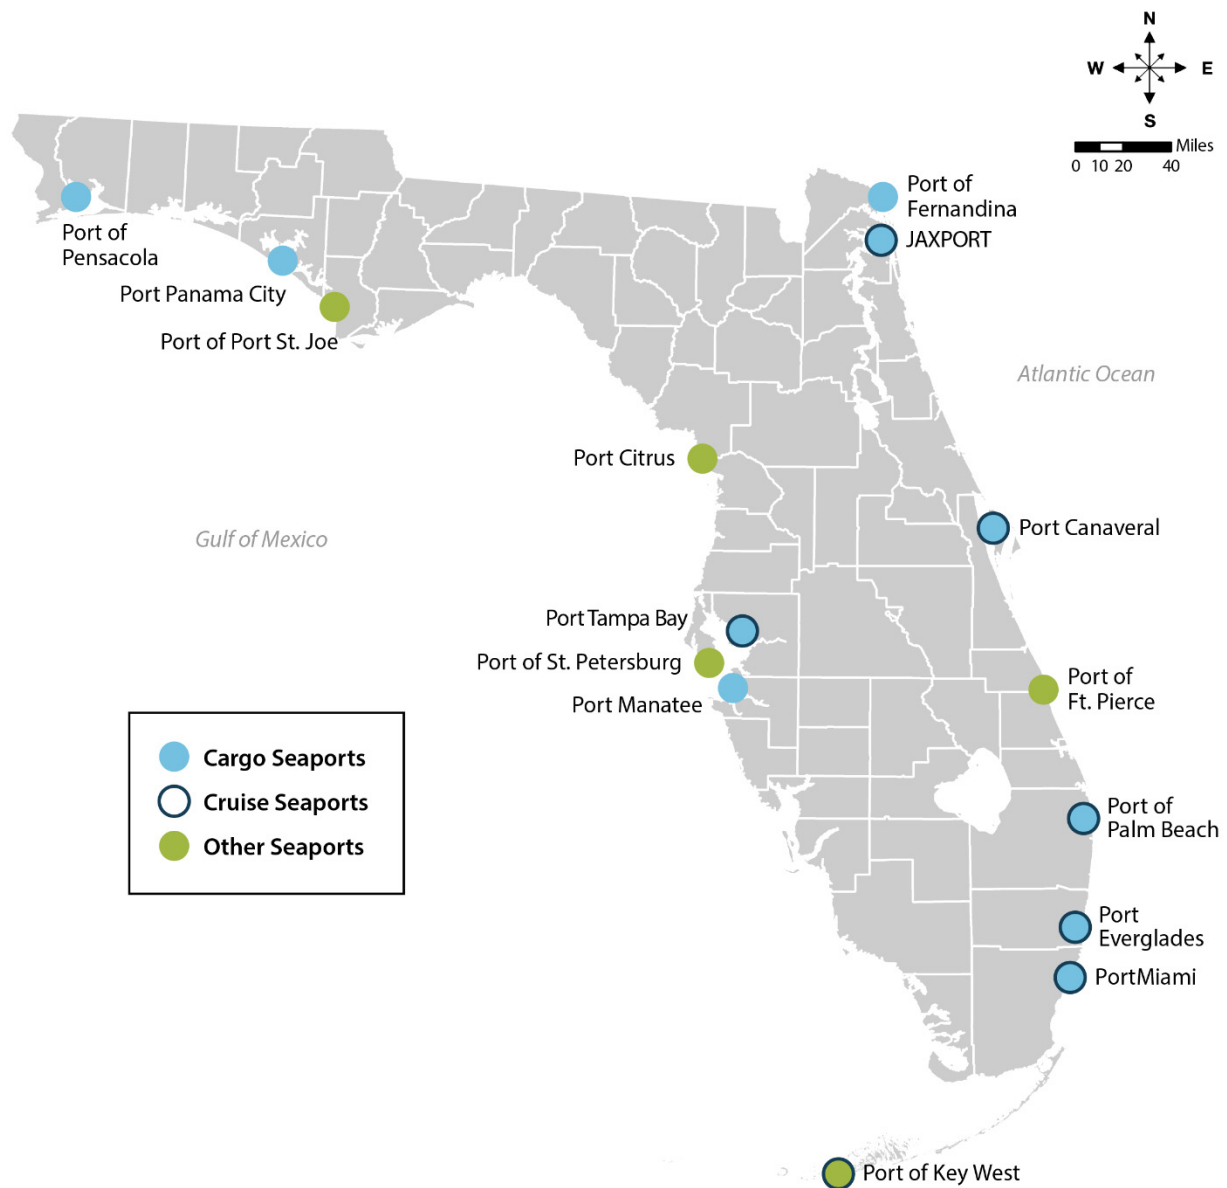 N
W E
S
Miles
0 10 20 40
Port of
Fernandina
JAXPORT
Port of
Pensacola
Port Panama City
Port of Port St. Joe
Atlantic Ocean
Port Citrus
Gulf of Mexico
Port Canaveral
Port Tampa Bay
Port of St. Petersburg
Port Manatee
Port of
Ft. Pierce
Cargo Seaports
Cruise Seaports
Other Seaports
Port of
Palm Beach
Port
Everglades
PortMiami
Port of Key West